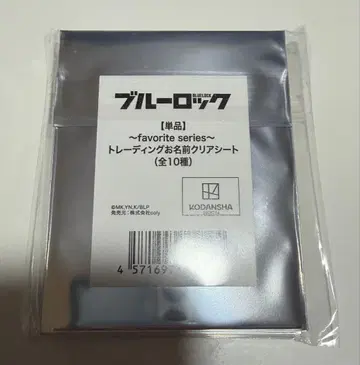 ブルーロック
BLUE LOCK
【単品】
～favorite series～
トレーディングお名前クリアシート
(全10種)
©MK,YN,K/BLP
発売元:株式会社oaly
KODANSHA
4 57169